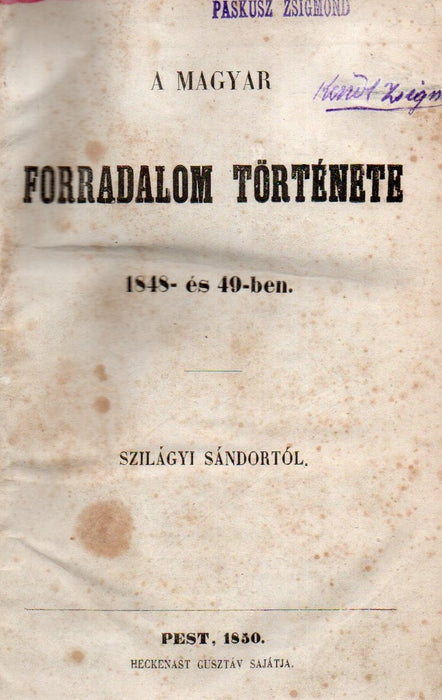 PASKUSZ ZSIGMOND
A MAGYAR
FORRADALOM TÖRTÉNETE
1848- és 49-ben.
SZILÁGYI SÁNDORTÓL.
PEST, 1850.
HECKENAST GUSZTÁV SAJÁTJA.